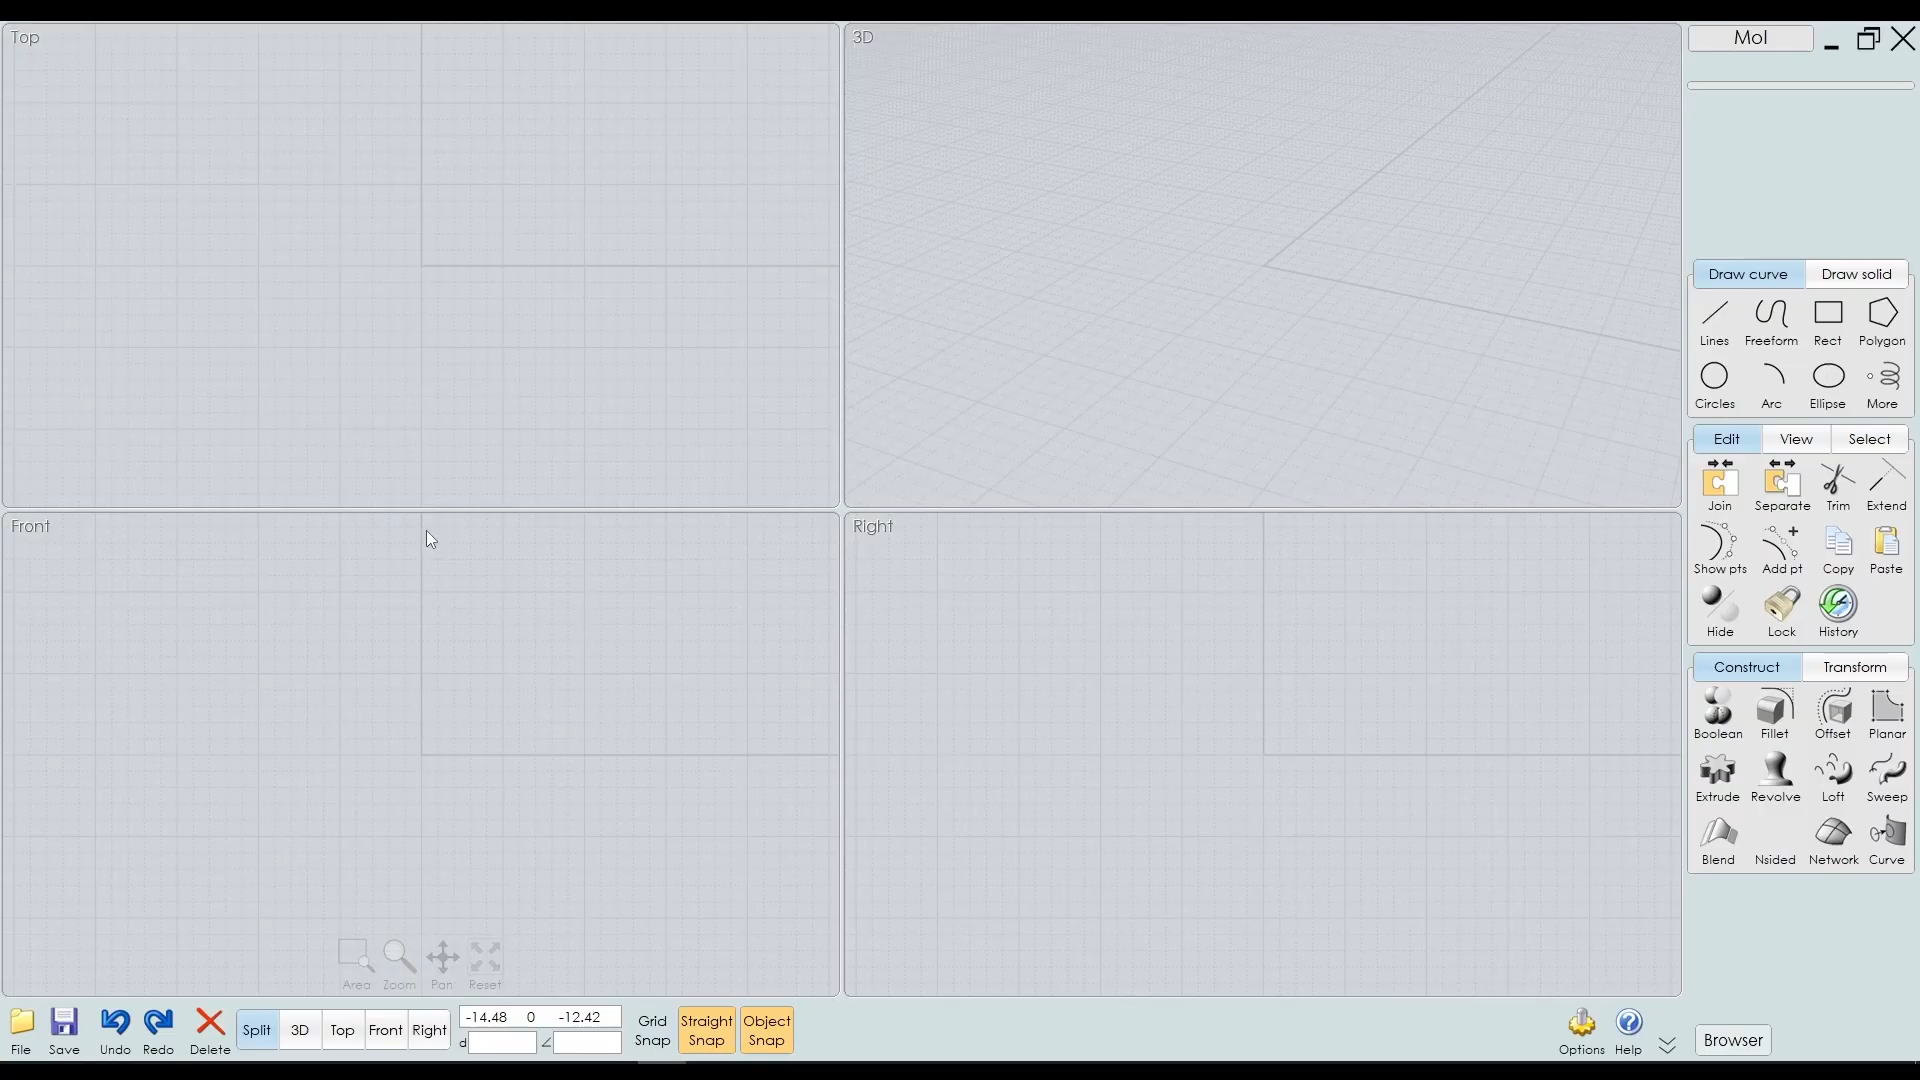 Top
3D
MoI
Draw curve Draw solid
Lines Freeform Rect Polygon
Circles Arc Ellipse More
Edit View Select
Join Separate Trim Extend
Front
Right
Show pts Add pt Copy Paste
Hide Lock History
Construct Transform
Boolean Fillet Offset Planar
Extrude Revolve Loft Sweep
Blend Nsided Network Curve
Area Zoom Pan Reset
File Save Undo Redo Delete
Split 3D Top Front Right
-14.48 0 -12.42
d ∠
Grid Snap
Straight Snap
Object Snap
Options Help
Browser